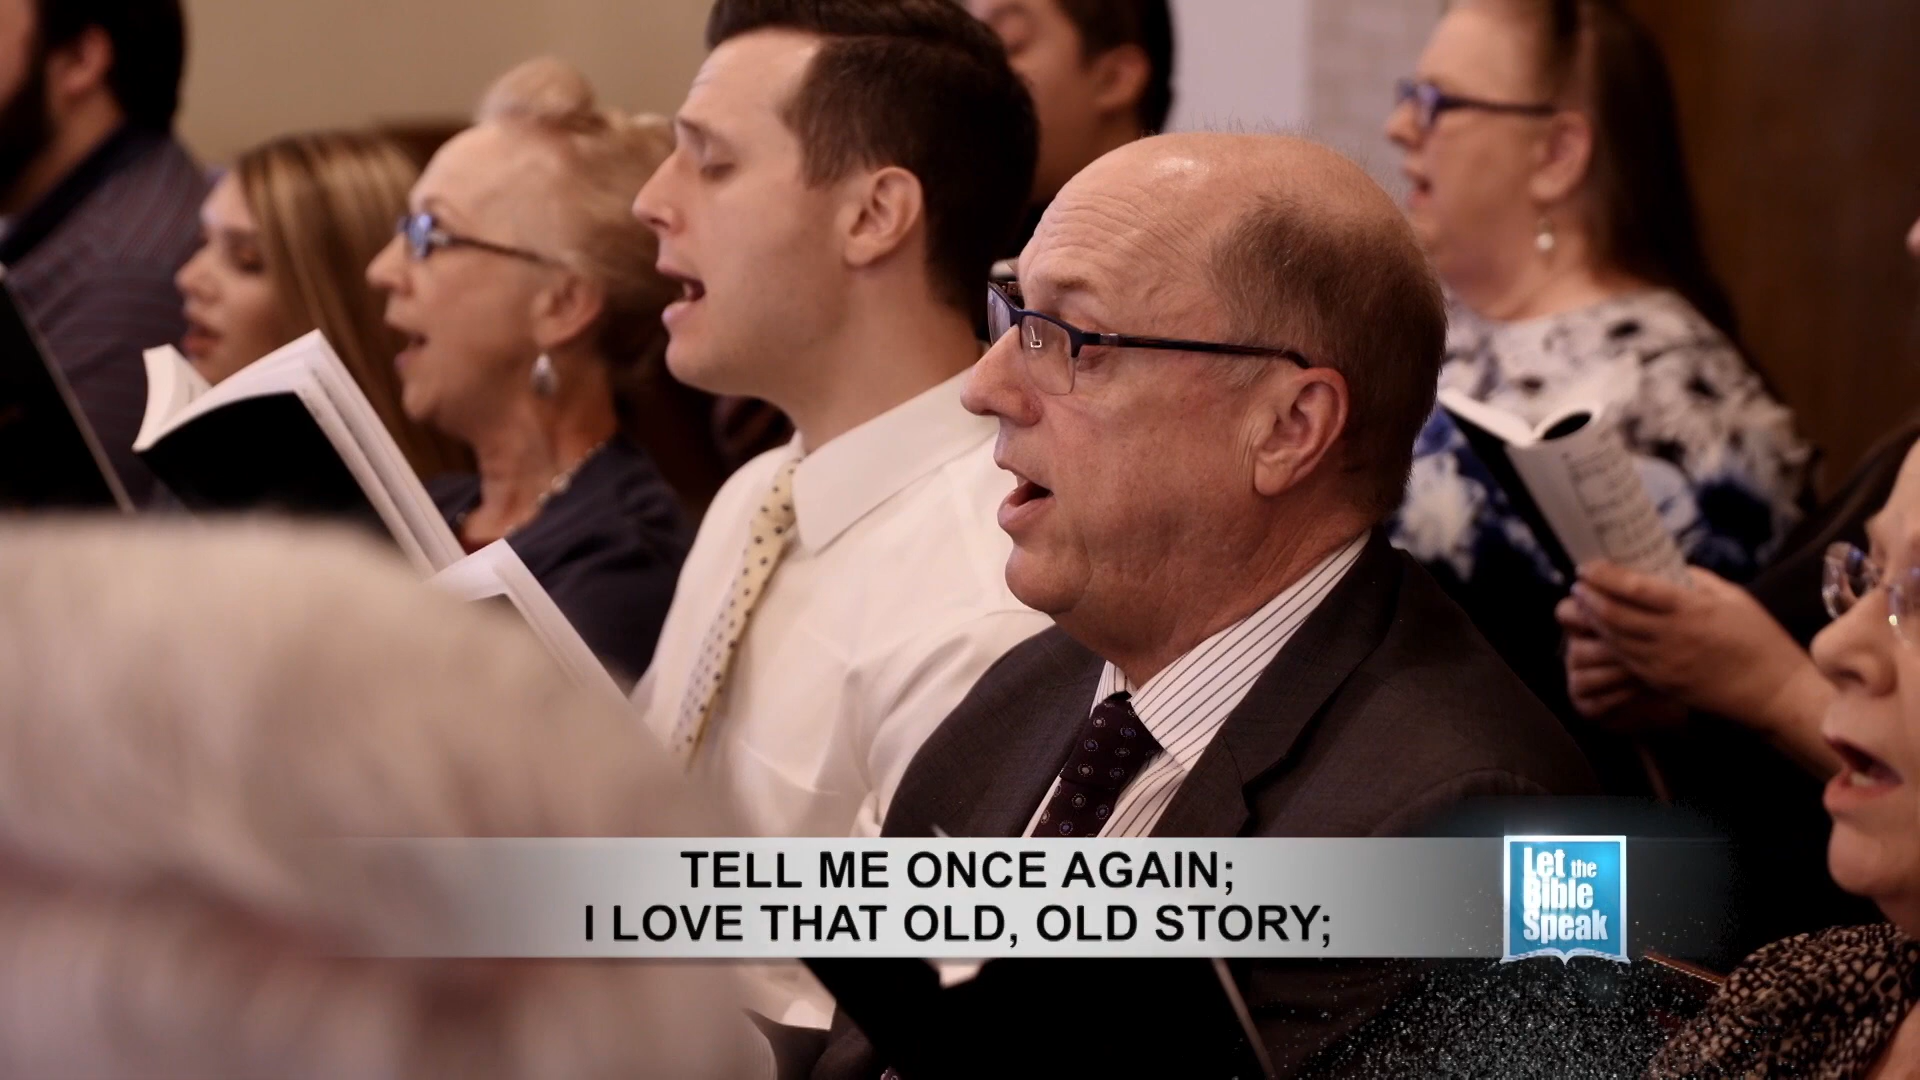 TELL ME ONCE AGAIN;
I LOVE THAT OLD, OLD STORY;
Let the
Bible
Speak